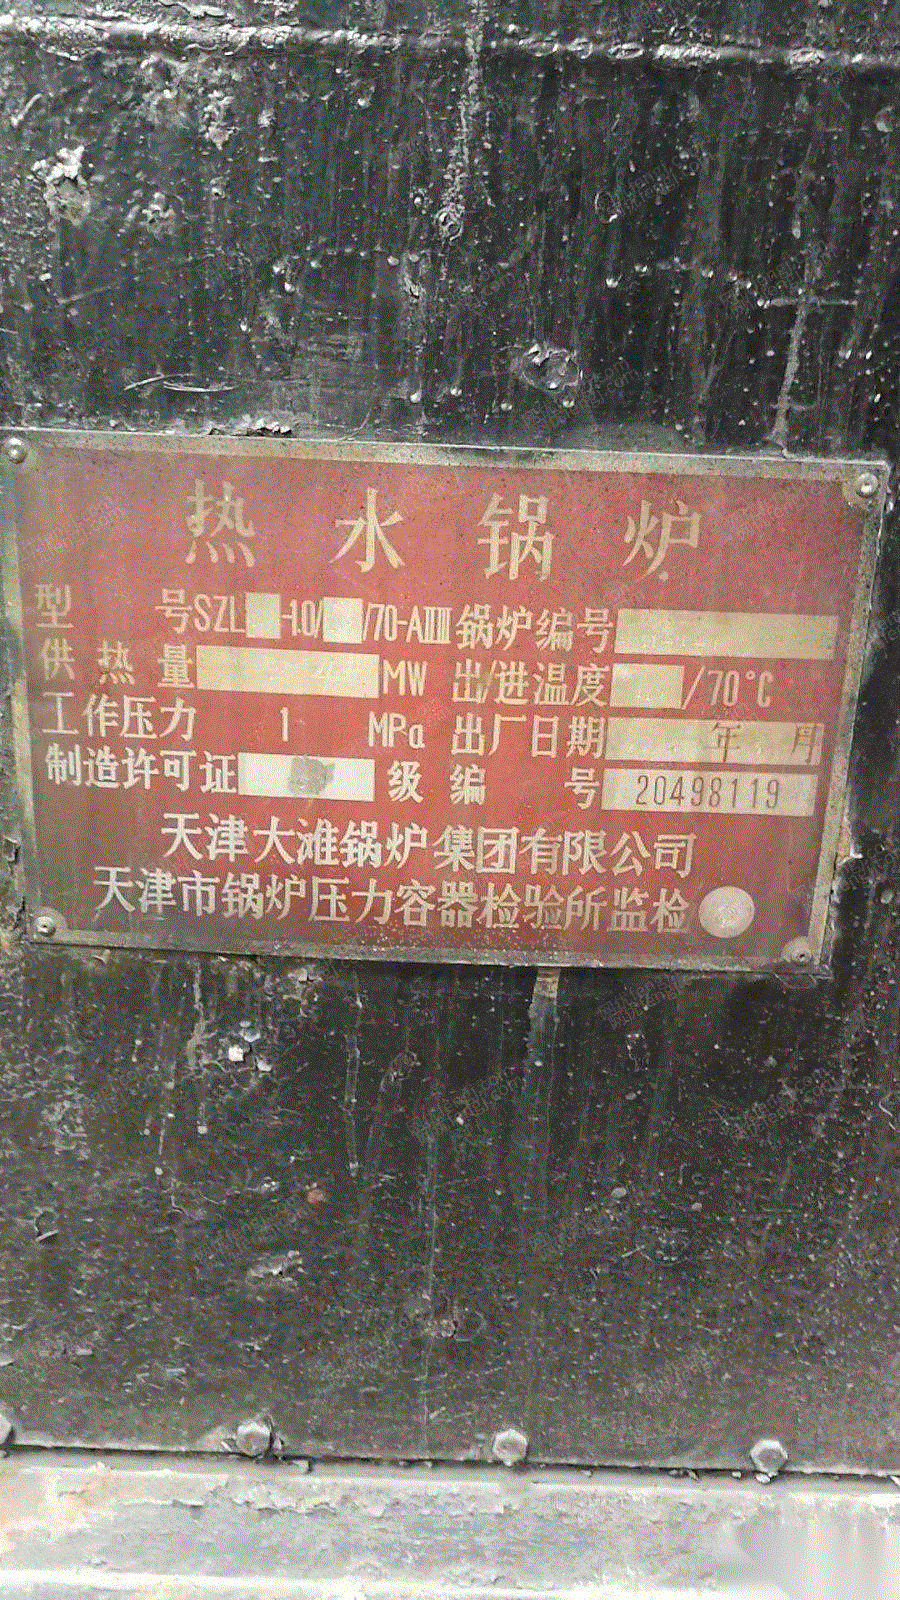 热水锅炉
型号SZL -1.0/ /70-AIIIII 锅炉编号
供热量 MW 出/进温度 /70°C
工作压力 1 MPa 出厂日期 年 月
制造许可证 级 编号 20498119
天津大滩锅炉集团有限公司
天津市锅炉压力容器检验所监检